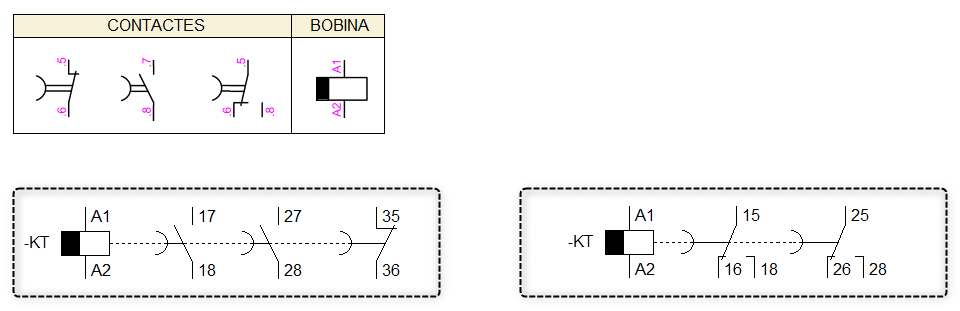 CONTACTES BOBINA
.5 .7 .5 A1
.6 .8 .6 .8 A2
A1 17 27 35
-KT
A2 18 28 36
A1 15 25
-KT
A2 16 18 26 28